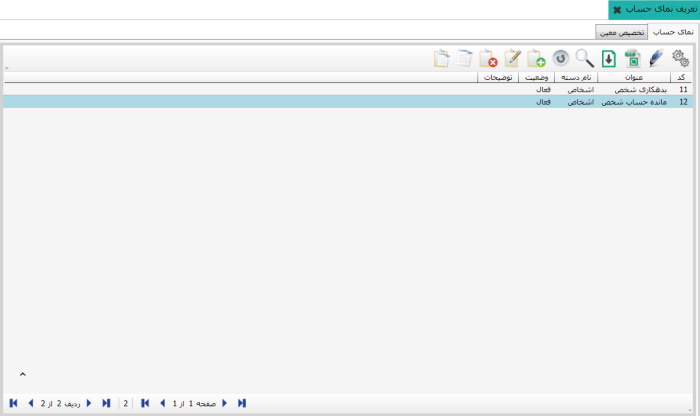 تعریف نمای حساب
نمای حساب تخصیص معین
کد عنوان نام دسته وضعیت توضیحات
11 بدهکاری شخص اشخاص فعال
12 مانده حساب شخص اشخاص فعال
صفحه 1 از 1 2 ردیف 2 از 2